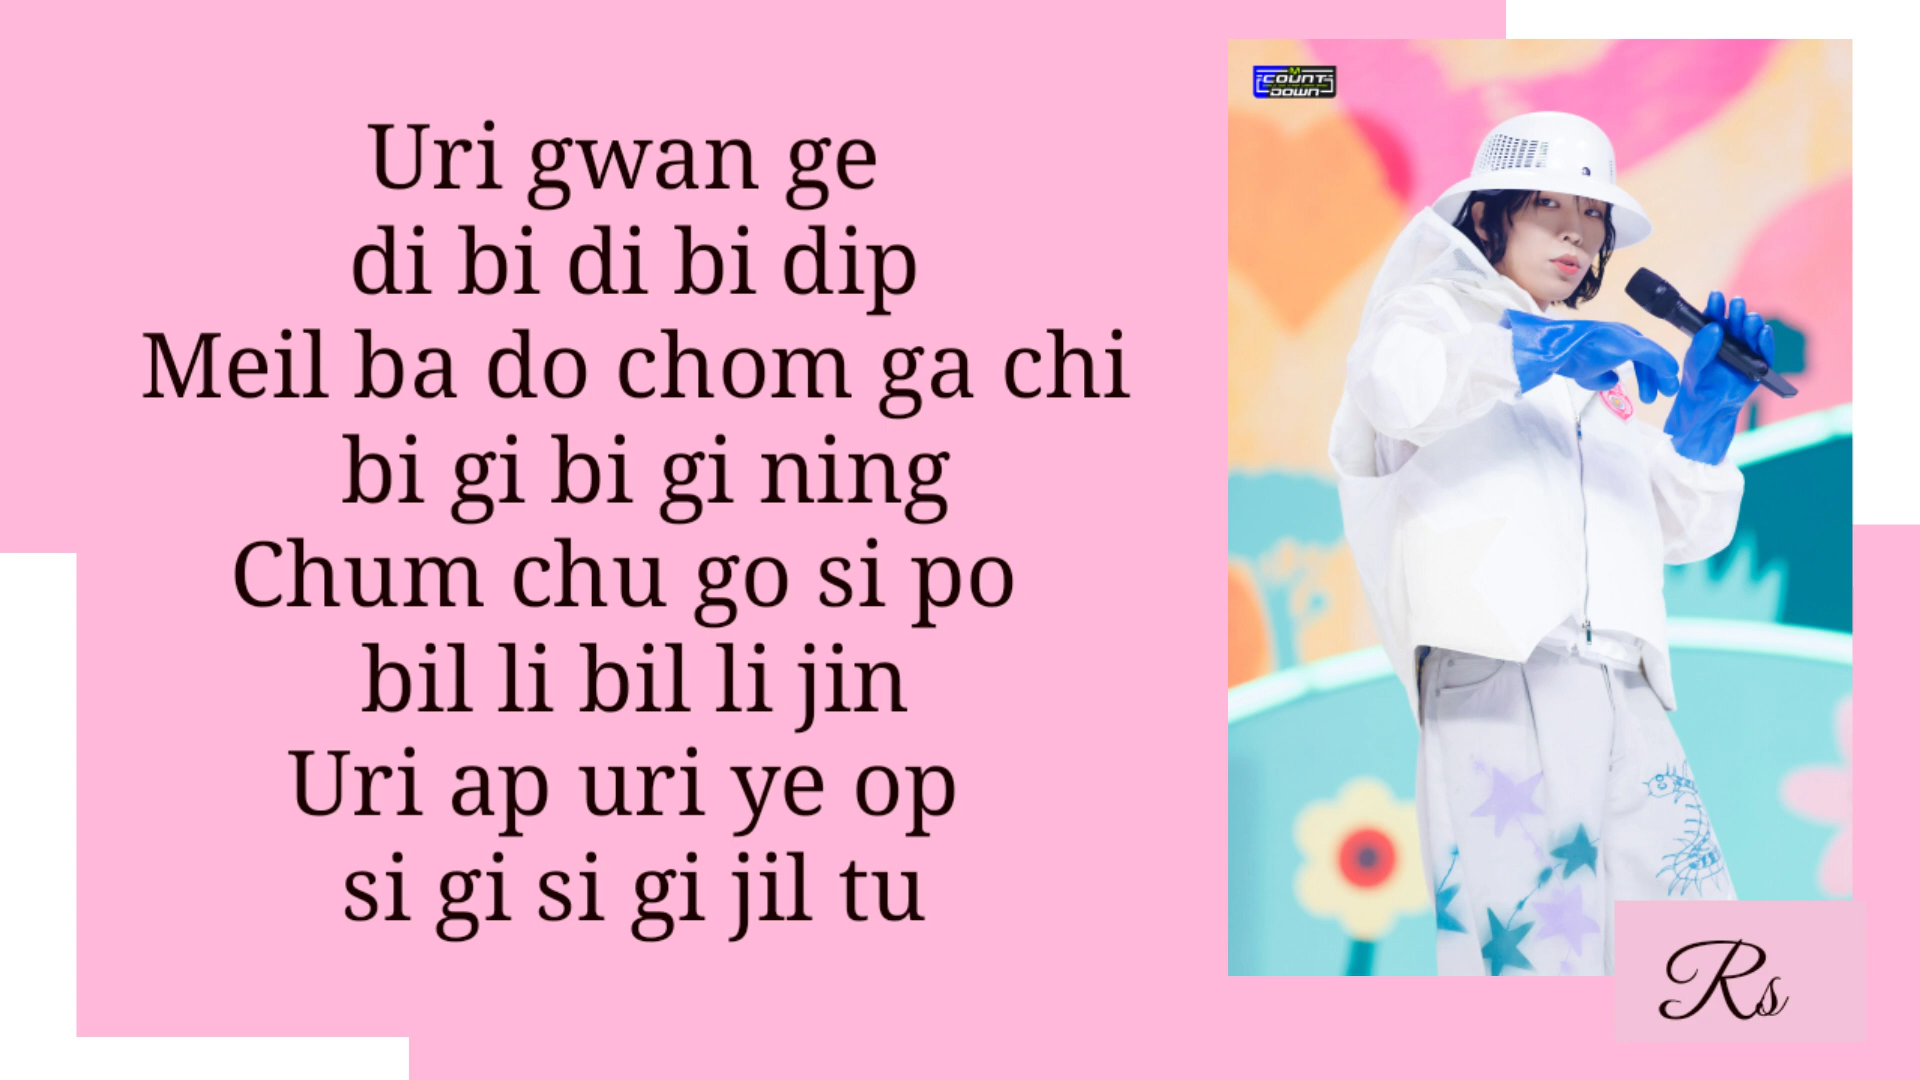 Uri gwan ge
di bi di bi dip
Meil ba do chom ga chi
bi gi bi gi ning
Chum chu go si po
bil li bil li jin
Uri ap uri ye op
si gi si gi jil tu
M
COUNT
DOWN
Rs